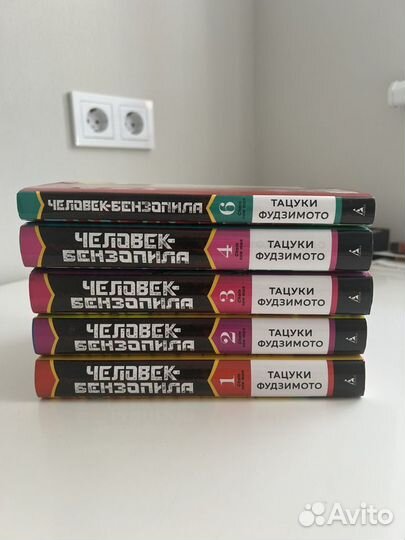 ЧЕЛОВЕК-БЕНЗОПИЛА
6
ТАЦУКИ
ФУДЗИМОТО
ЧЕЛОВЕК-
БЕНЗОПИЛА
4
ТАЦУКИ
ФУДЗИМОТО
ЧЕЛОВЕК-
БЕНЗОПИЛА
3
ТАЦУКИ
ФУДЗИМОТО
ЧЕЛОВЕК-
БЕНЗОПИЛА
2
ТАЦУКИ
ФУДЗИМОТО
ЧЕЛОВЕК-
БЕНЗОПИЛА
1
ТАЦУКИ
ФУДЗИМОТО
Avito